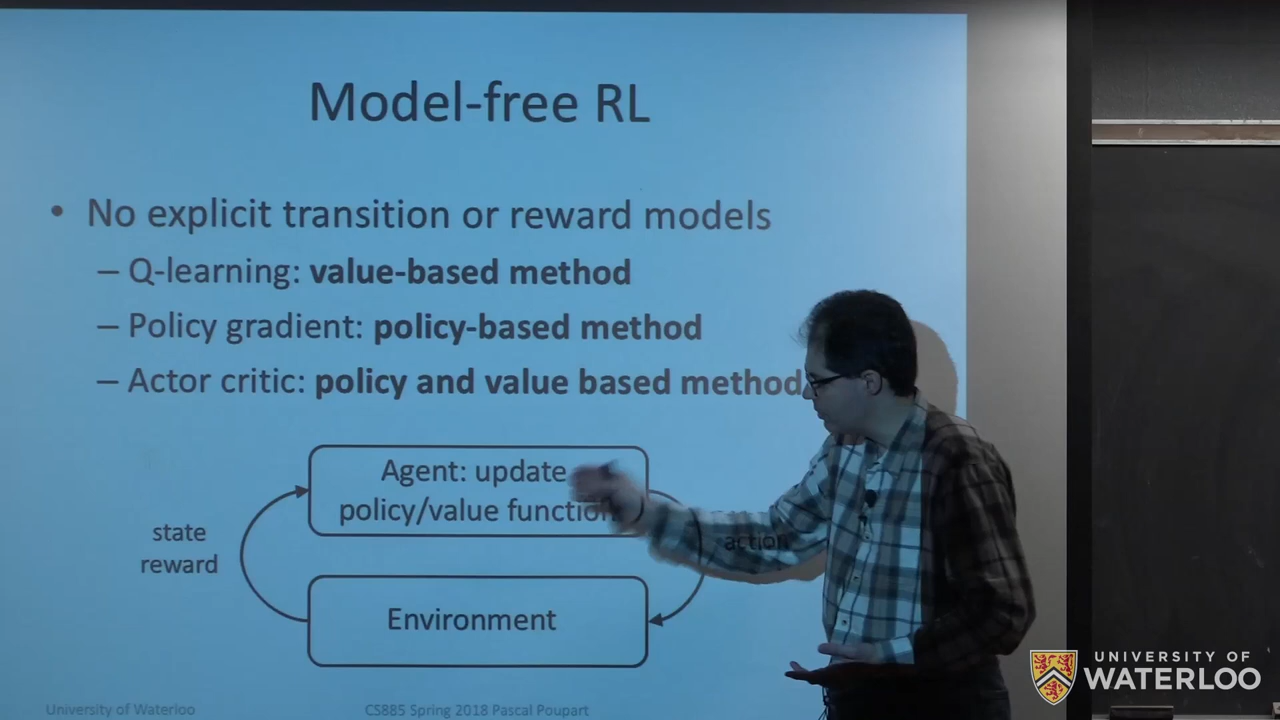 Model-free RL
• No explicit transition or reward models
– Q-learning: value-based method
– Policy gradient: policy-based method
– Actor critic: policy and value based method
Agent: update
policy/value function
state
reward
action
Environment
University of Waterloo
CS885 Spring 2018 Pascal Poupart
UNIVERSITY OF
WATERLOO